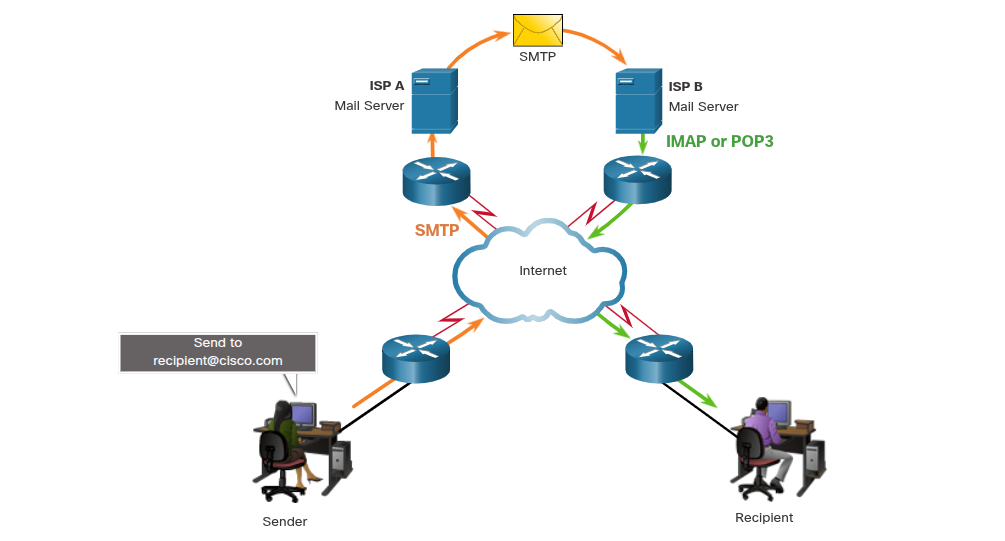 SMTP
ISP A
Mail Server
ISP B
Mail Server
IMAP or POP3
SMTP
Internet
Send to
recipient@cisco.com
Sender
Recipient